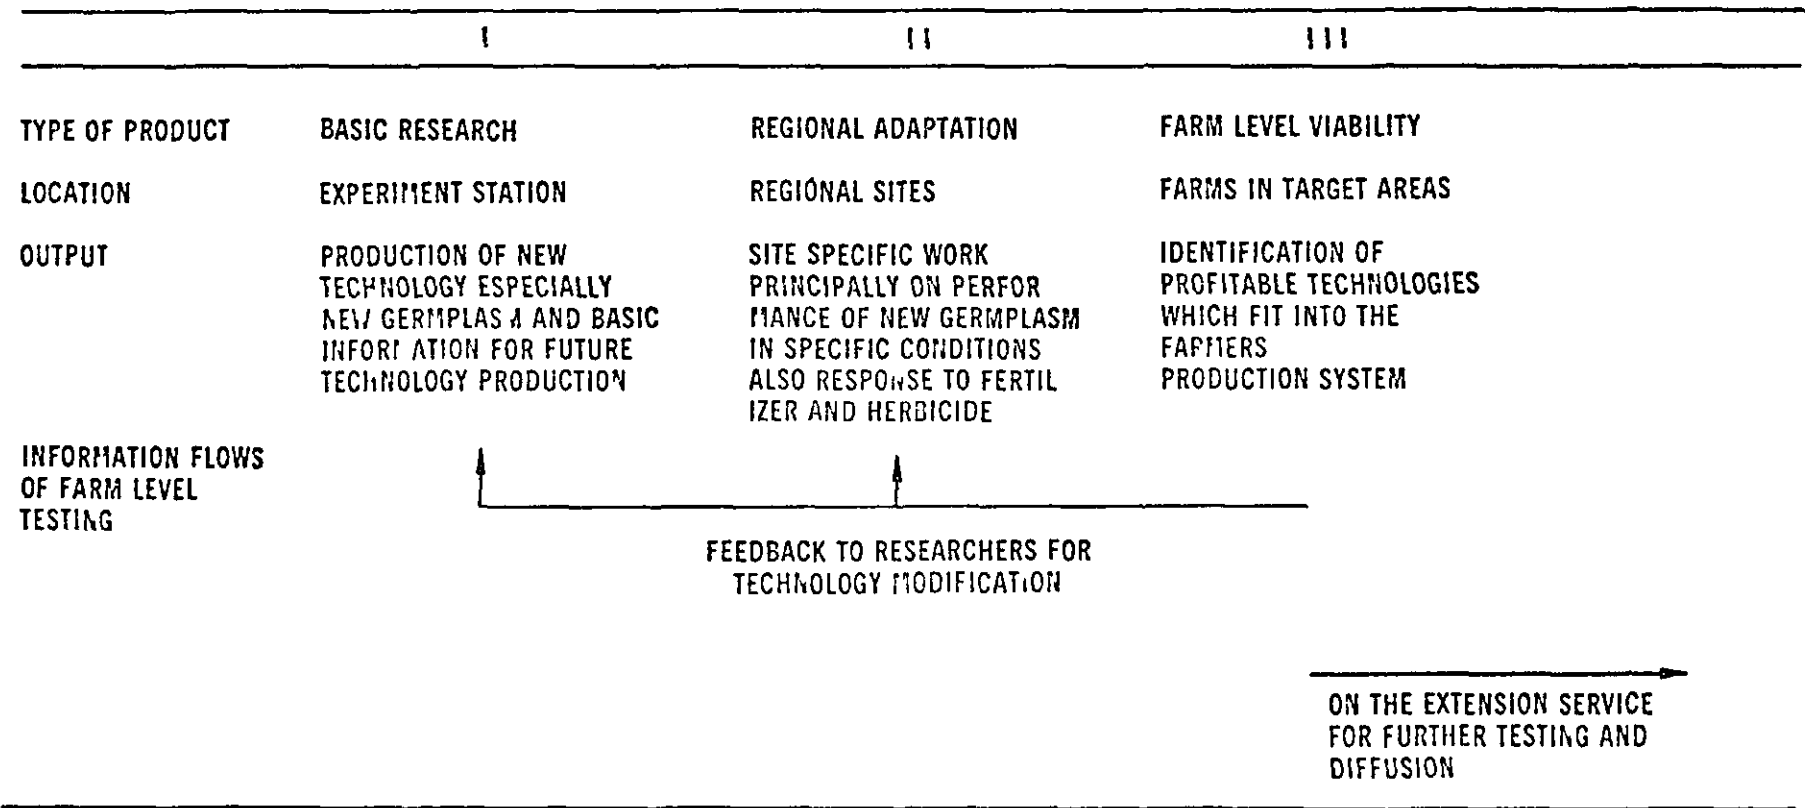 I II III
TYPE OF PRODUCT BASIC RESEARCH REGIONAL ADAPTATION FARM LEVEL VIABILITY
LOCATION EXPERIMENT STATION REGIONAL SITES FARMS IN TARGET AREAS
OUTPUT PRODUCTION OF NEW SITE SPECIFIC WORK IDENTIFICATION OF
TECHNOLOGY ESPECIALLY PRINCIPALLY ON PERFOR PROFITABLE TECHNOLOGIES
NEW GERMPLASM AND BASIC MANCE OF NEW GERMPLASM WHICH FIT INTO THE
INFORMATION FOR FUTURE IN SPECIFIC CONDITIONS FARMERS
TECHNOLOGY PRODUCTION ALSO RESPONSE TO FERTIL PRODUCTION SYSTEM
IZER AND HERBICIDE
INFORMATION FLOWS
OF FARM LEVEL
TESTING
FEEDBACK TO RESEARCHERS FOR
TECHNOLOGY MODIFICATION
ON THE EXTENSION SERVICE
FOR FURTHER TESTING AND
DIFFUSION